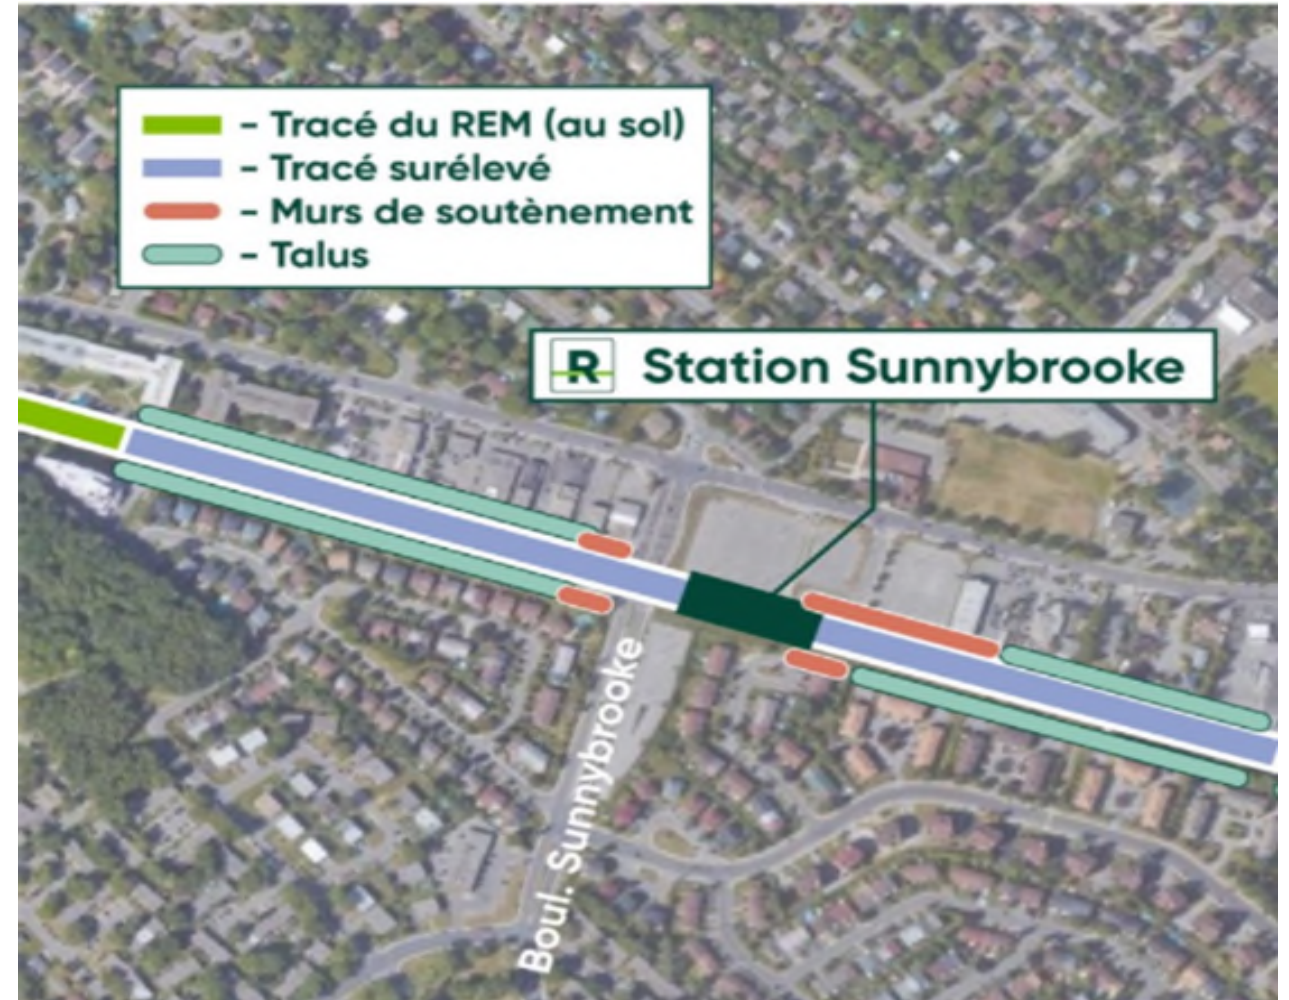 - Tracé du REM (au sol)
- Tracé surélevé
- Murs de soutènement
- Talus
R Station Sunnybrooke
Boul. Sunnybrooke